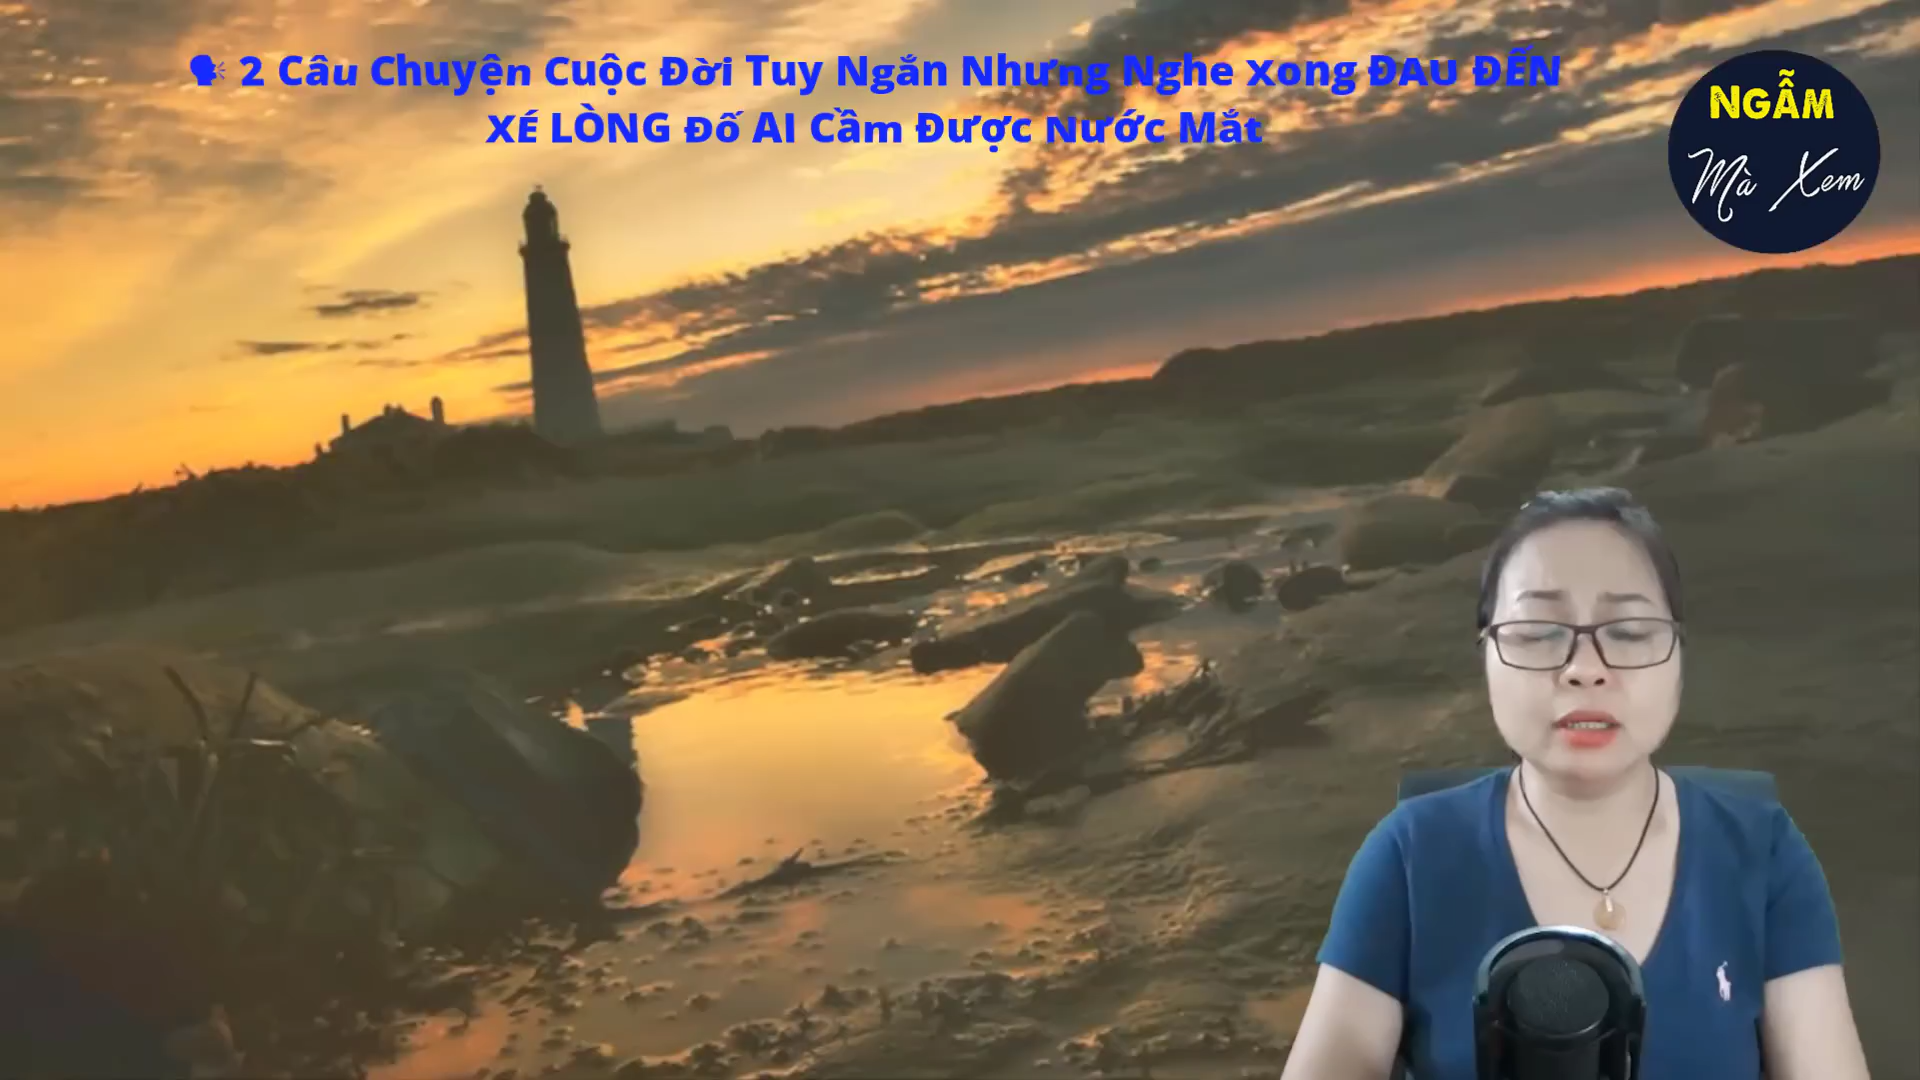 🗣 2 Câu Chuyện Cuộc Đời Tuy Ngắn Nhưng Nghe Xong ĐAU ĐẾN
XÉ LÒNG Đố AI Cầm Được Nước Mắt
NGẪM
Mà Xem